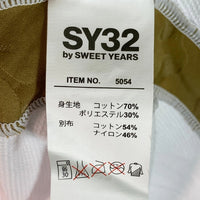 SY32
by SWEET YEARS
ITEM NO. 5054
身生地 コットン70%
ポリエステル30%
別布 コットン54%
ナイロン46%